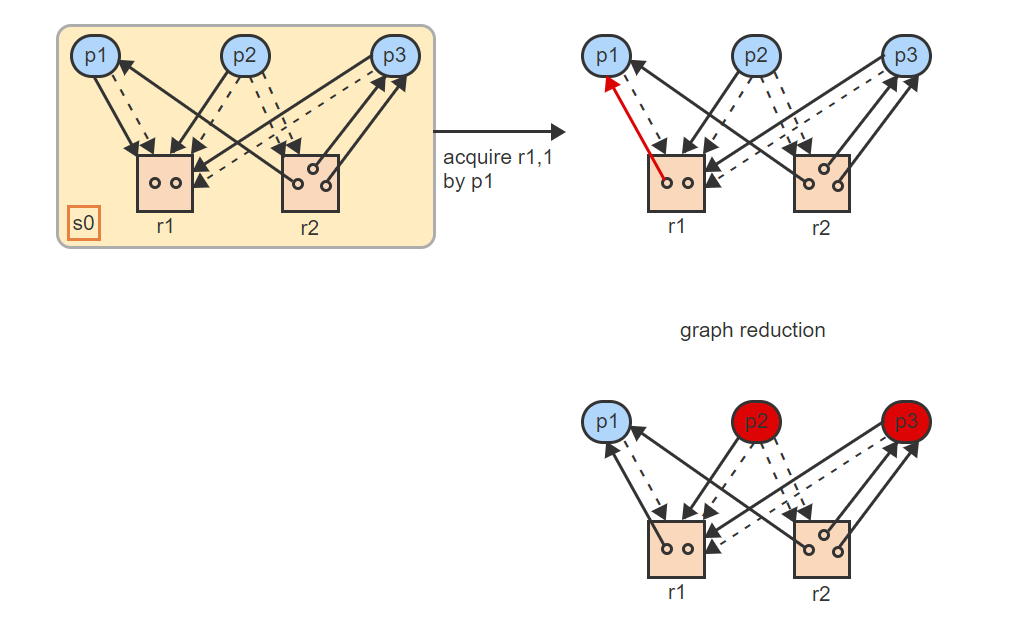 p1 p2 p3
s0 r1 r2
acquire r1,1
by p1
p1 p2 p3
r1 r2
graph reduction
p1 p2 p3
r1 r2